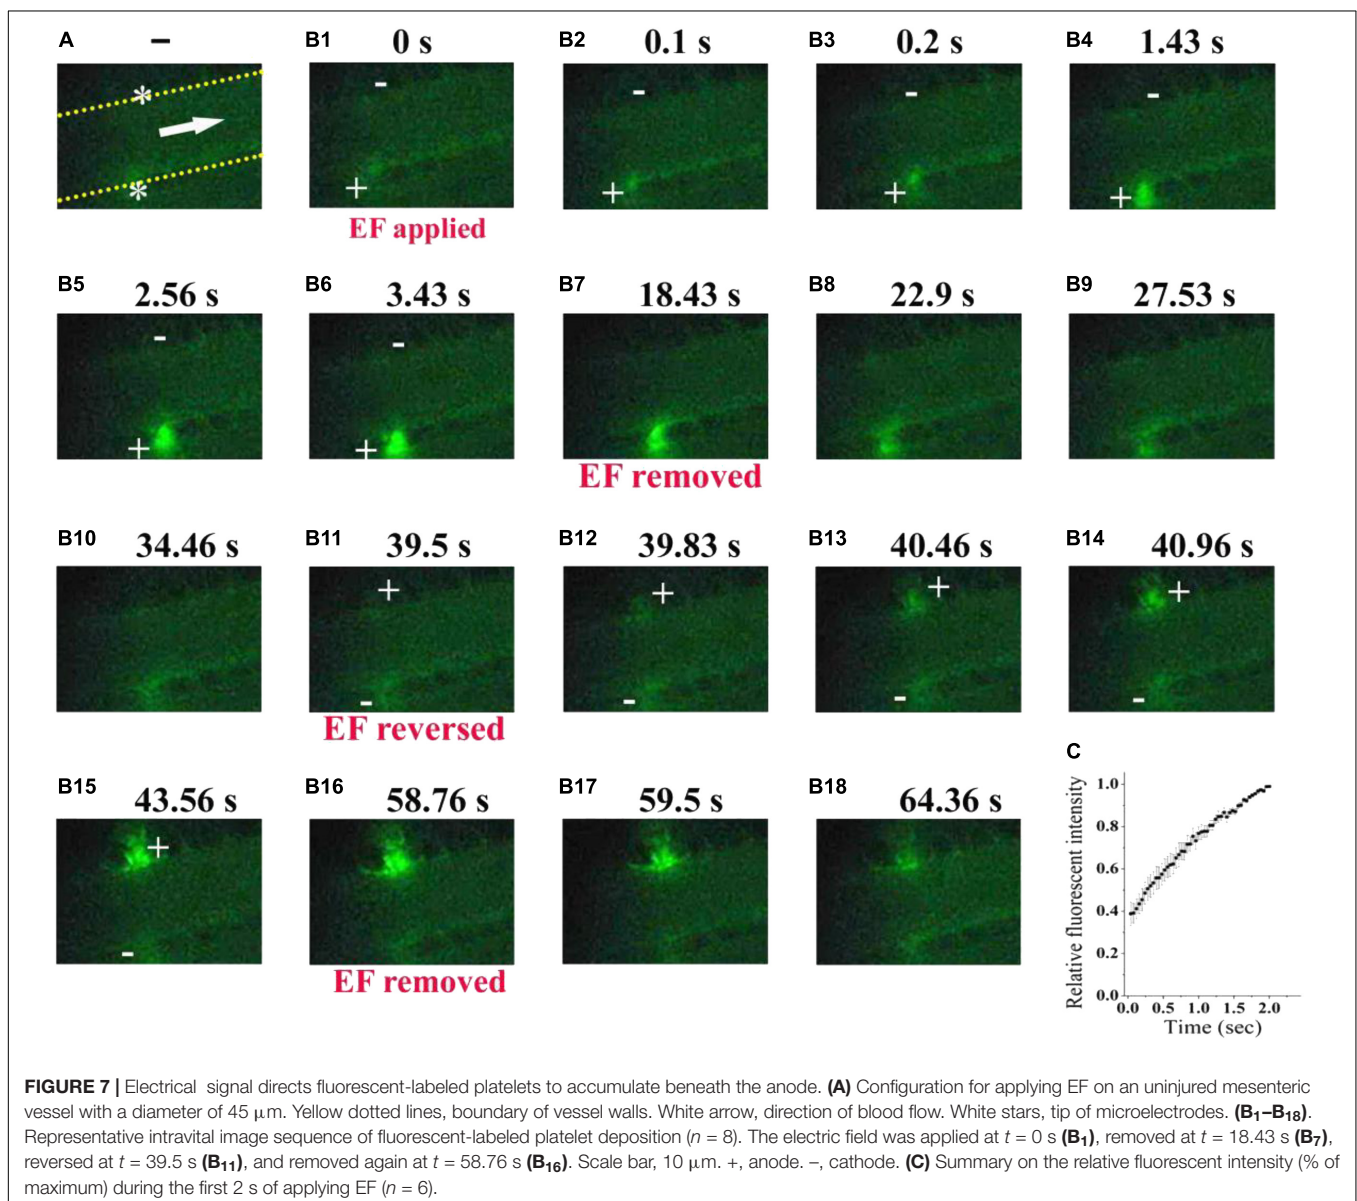 A – B1 0 s B2 0.1 s B3 0.2 s B4 1.43 s
* - - - -
* + + + +
EF applied
B5 2.56 s B6 3.43 s B7 18.43 s B8 22.9 s B9 27.53 s
- -
+ +
EF removed
B10 34.46 s B11 39.5 s B12 39.83 s B13 40.46 s B14 40.96 s
+ + + +
- - - -
EF reversed
B15 43.56 s B16 58.76 s B17 59.5 s B18 64.36 s
+
-
EF removed
C
Relative fluorescent intensity
1.0
0.8
0.6
0.4
0.2
0.0
0.0 0.5 1.0 1.5 2.0
Time (sec)
FIGURE 7 | Electrical signal directs fluorescent-labeled platelets to accumulate beneath the anode. (A) Configuration for applying EF on an uninjured mesenteric
vessel with a diameter of 45 μm. Yellow dotted lines, boundary of vessel walls. White arrow, direction of blood flow. White stars, tip of microelectrodes. (B1–B18).
Representative intravital image sequence of fluorescent-labeled platelet deposition (n = 8). The electric field was applied at t = 0 s (B1), removed at t = 18.43 s (B7),
reversed at t = 39.5 s (B11), and removed again at t = 58.76 s (B16). Scale bar, 10 μm. +, anode. –, cathode. (C) Summary on the relative fluorescent intensity (% of
maximum) during the first 2 s of applying EF (n = 6).